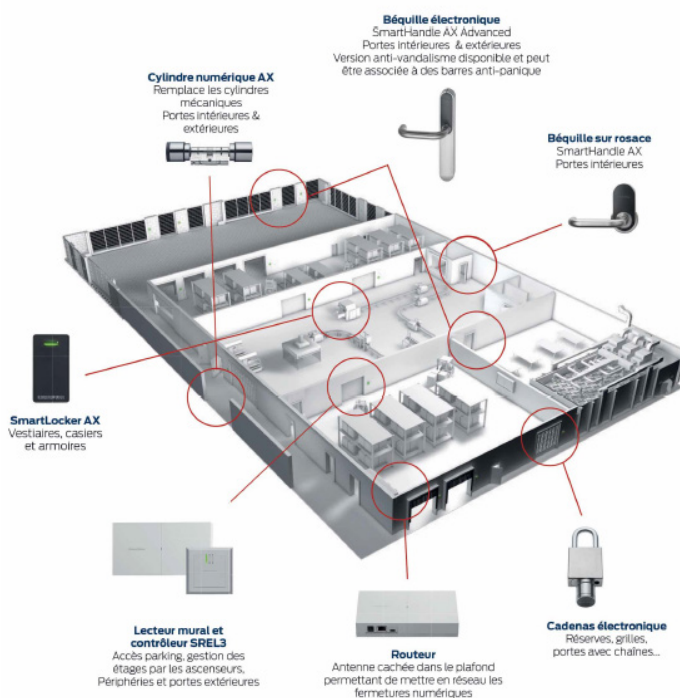 Béquille électronique
SmartHandle AX Advanced
Portes intérieures & extérieures
Version anti-vandalisme disponible et peut
être associée à des barres anti-panique
Cylindre numérique AX
Remplace les cylindres
mécaniques
Portes intérieures &
extérieures
Béquille sur rosace
SmartHandle AX
Portes intérieures
SmartLocker AX
Vestiaires, casiers
et armoires
Lecteur mural et
contrôleur SREL3
Accès parking, gestion des
étages par les ascenseurs,
Périphéries et portes extérieures
Routeur
Antenne cachée dans le plafond
permettant de mettre en réseau les
fermetures numériques
Cadenas électronique
Réserves, grilles,
portes avec chaînes...